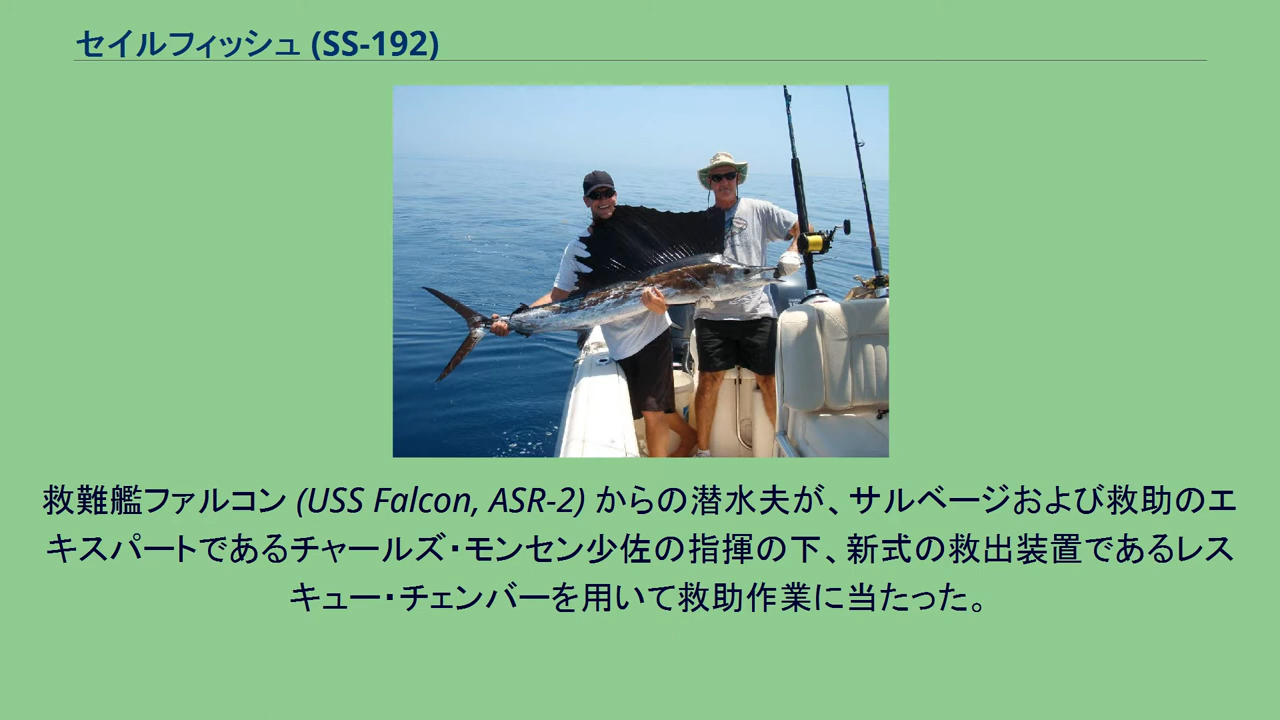 セイルフィッシュ (SS-192)
救難艦ファルコン (USS Falcon, ASR-2) からの潜水夫が、サルベージおよび救助のエ
キスパートであるチャールズ・モンセン少佐の指揮の下、新式の救出装置であるレス
キュー・チェンバーを用いて救助作業に当たった。